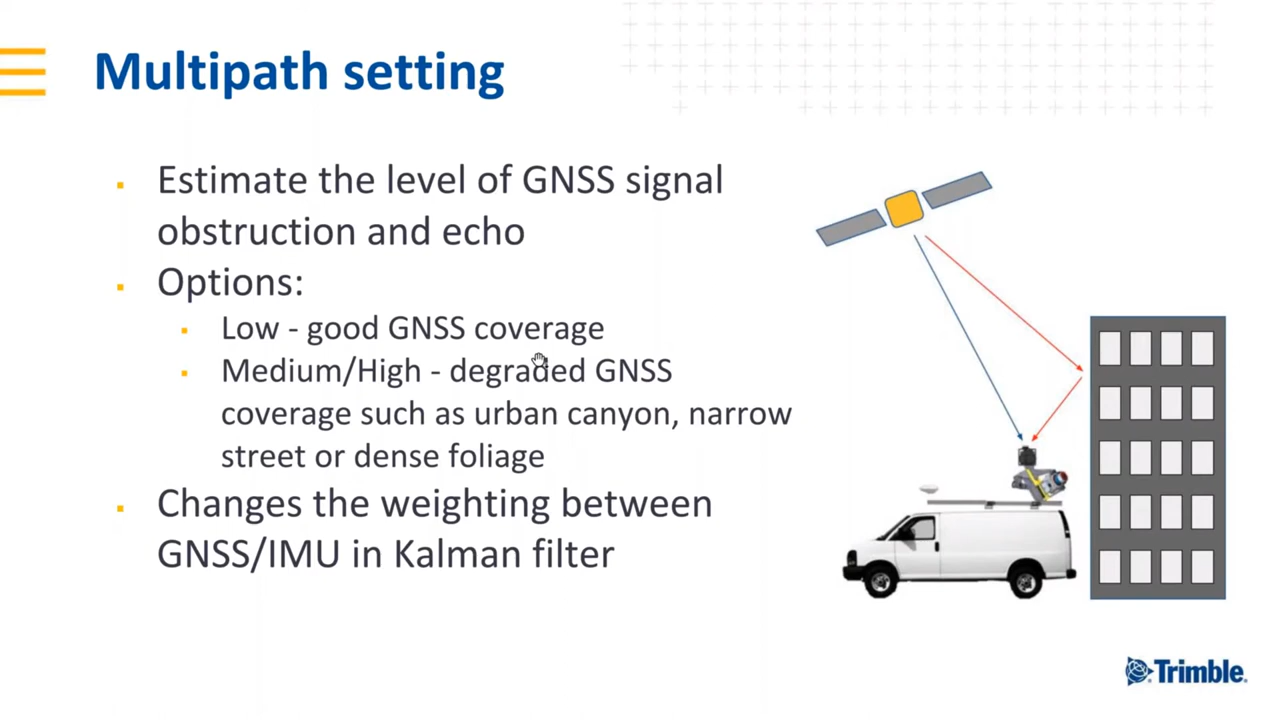 Multipath setting
Estimate the level of GNSS signal
obstruction and echo
Options:
Low - good GNSS coverage
Medium/High - degraded GNSS
coverage such as urban canyon, narrow
street or dense foliage
Changes the weighting between
GNSS/IMU in Kalman filter
Trimble